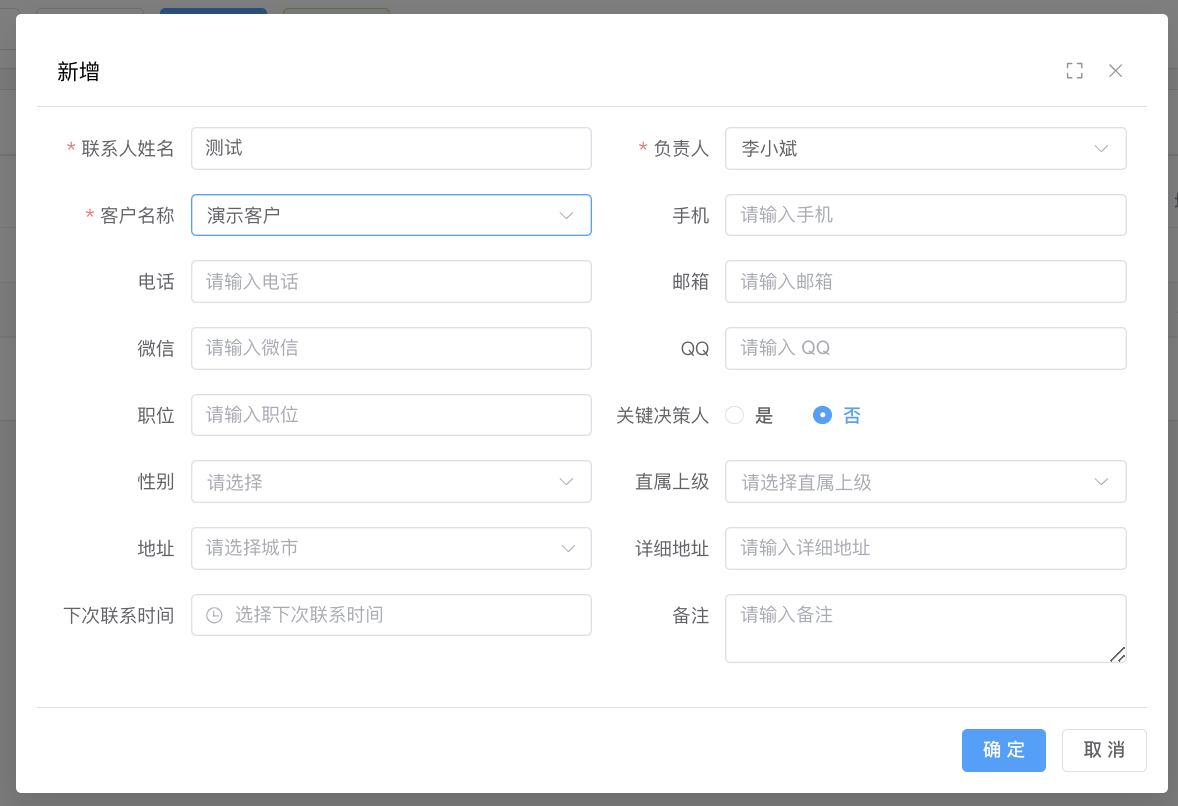 新增
* 联系人姓名 测试 * 负责人 李小斌
* 客户名称 演示客户 手机 请输入手机
电话 请输入电话 邮箱 请输入邮箱
微信 请输入微信 QQ 请输入 QQ
职位 请输入职位 关键决策人 是 否
性别 请选择 直属上级 请选择直属上级
地址 请选择城市 详细地址 请输入详细地址
下次联系时间 选择下次联系时间 备注 请输入备注
确 定 取 消